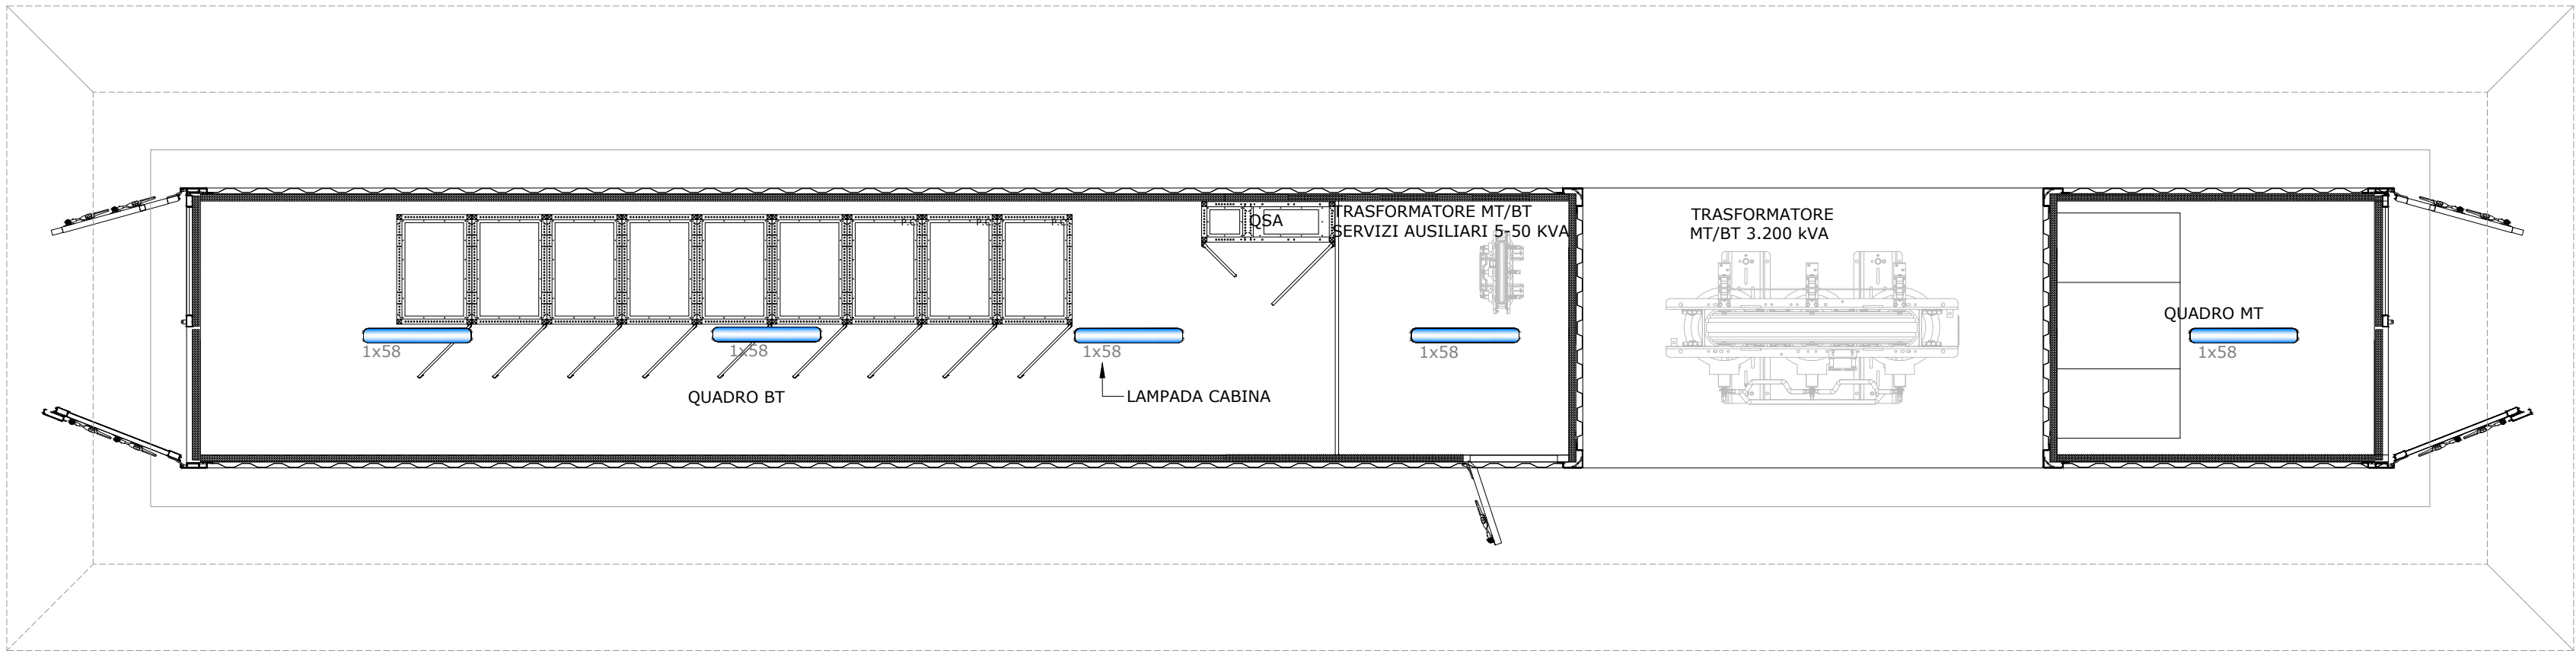 QSA
TRASFORMATORE MT/BT
SERVIZI AUSILIARI 5-50 KVA
TRASFORMATORE
MT/BT 3.200 kVA
P.C
P.C
P.C
QUADRO MT
1x58
1x58
1x58
1x58
1x58
QUADRO BT
LAMPADA CABINA